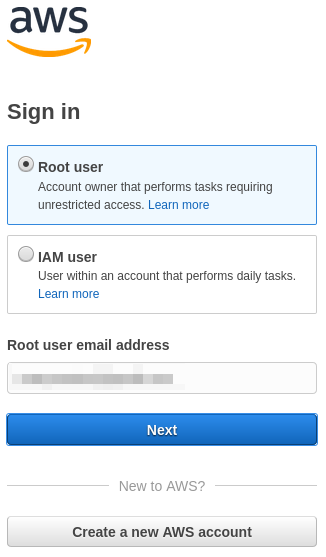 aws
Sign in
Root user
Account owner that performs tasks requiring
unrestricted access. Learn more
IAM user
User within an account that performs daily tasks.
Learn more
Root user email address
Next
New to AWS?
Create a new AWS account